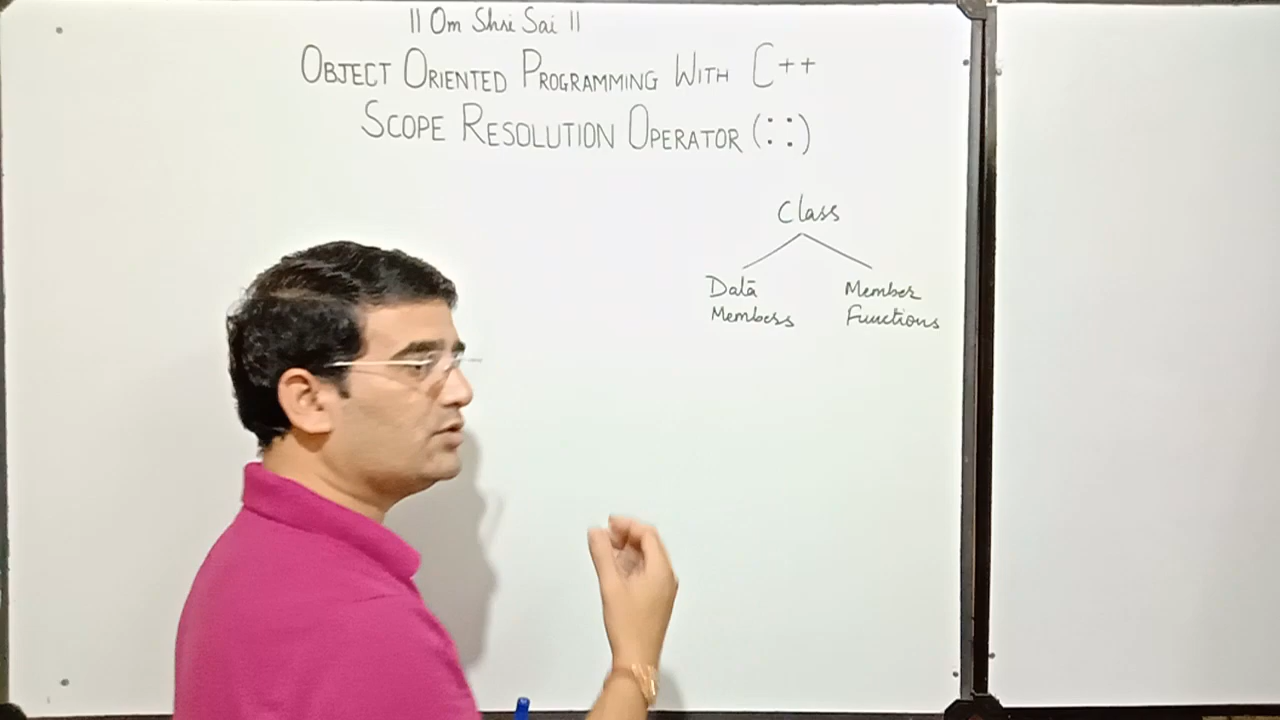 || Om Shri Sai ||
OBJECT ORIENTED PROGRAMMING WITH C++
SCOPE RESOLUTION OPERATOR (::)
Class
Data
Members
Member
Functions